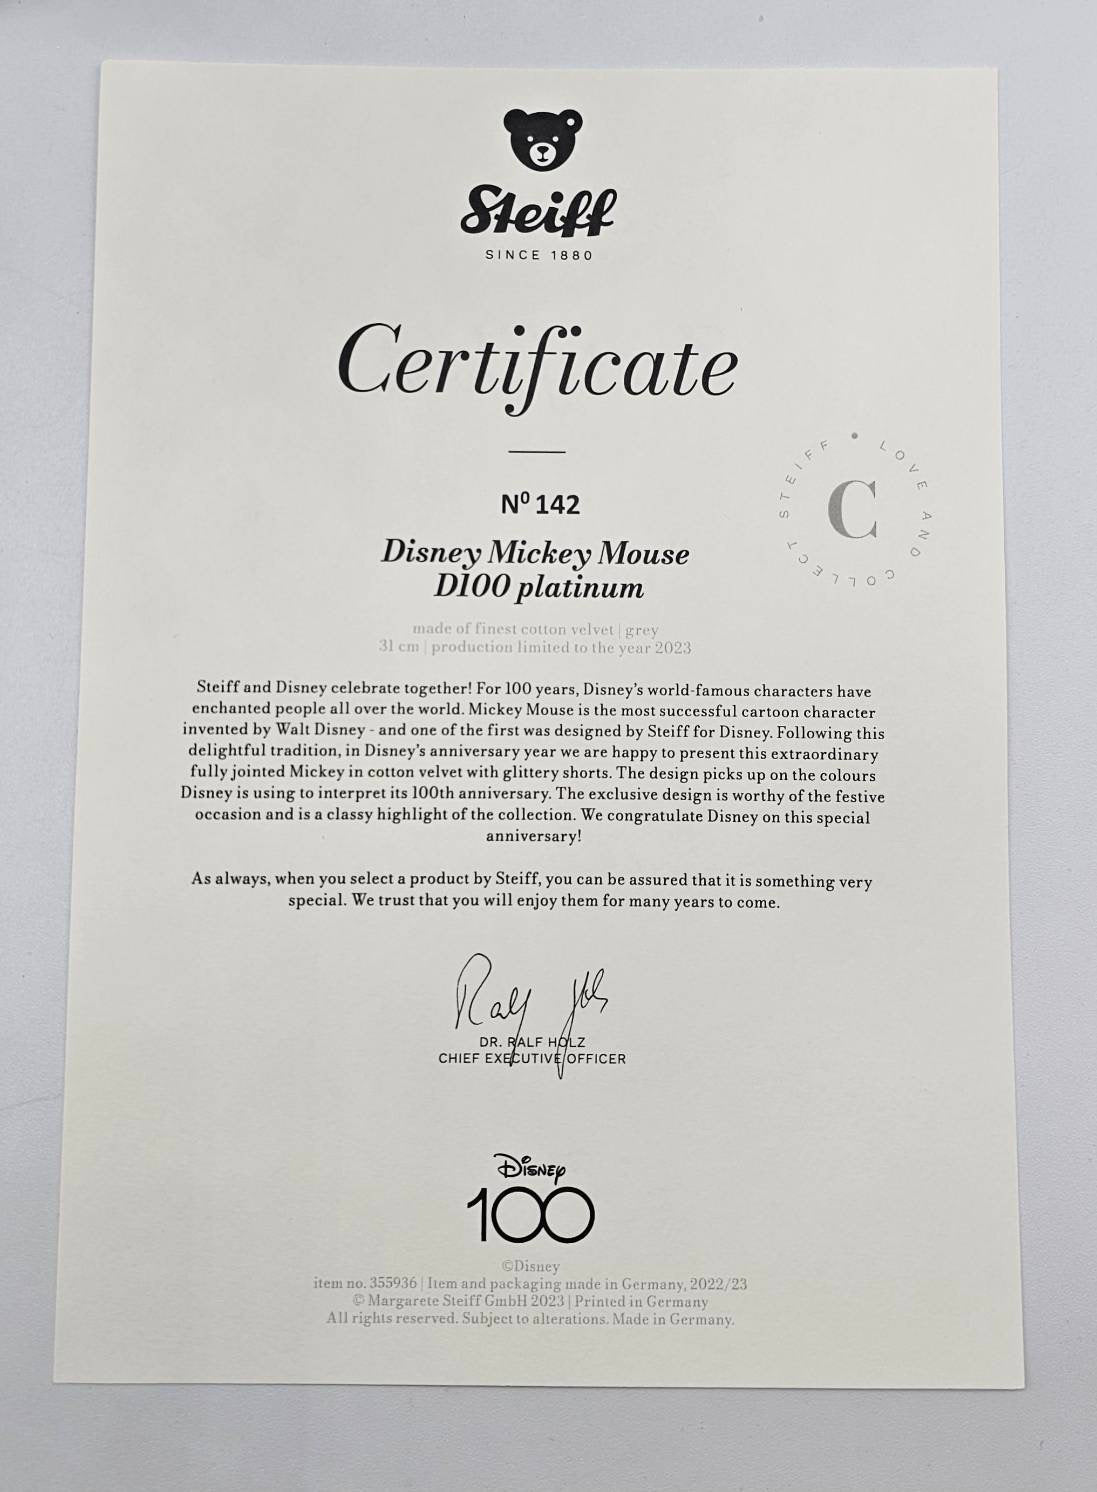 Steiff
SINCE 1880
Certificate
STEIFF • LOVE AND COLLECT
C
Nº 142
Disney Mickey Mouse
D100 platinum
made of finest cotton velvet | grey
31 cm | production limited to the year 2023
Steiff and Disney celebrate together! For 100 years, Disney's world-famous characters have
enchanted people all over the world. Mickey Mouse is the most successful cartoon character
invented by Walt Disney - and one of the first was designed by Steiff for Disney. Following this
delightful tradition, in Disney's anniversary year we are happy to present this extraordinary
fully jointed Mickey in cotton velvet with glittery shorts. The design picks up on the colours
Disney is using to interpret its 100th anniversary. The exclusive design is worthy of the festive
occasion and is a classy highlight of the collection. We congratulate Disney on this special
anniversary!
As always, when you select a product by Steiff, you can be assured that it is something very
special. We trust that you will enjoy them for many years to come.
Ralf Holz
DR. RALF HOLZ
CHIEF EXECUTIVE OFFICER
Disney
100
©Disney
item no. 355936 | Item and packaging made in Germany, 2022/23
© Margarete Steiff GmbH 2023 | Printed in Germany
All rights reserved. Subject to alterations. Made in Germany.